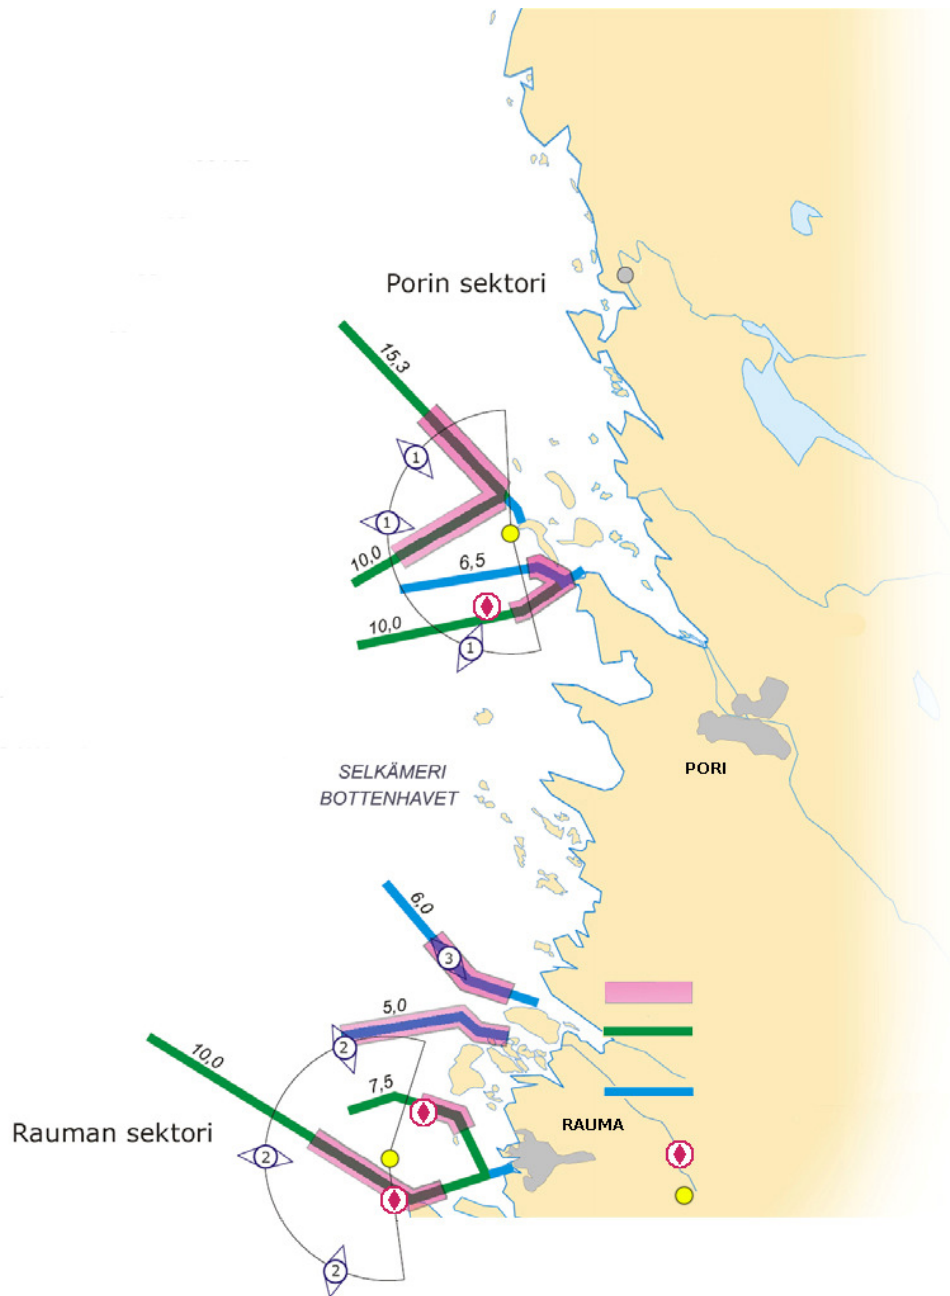 Porin sektori
15,3
1
1
10,0
6,5
10,0
1
SELKÄMERI
BOTTENHAVET
PORI
6,0
3
5,0
2
10,0
7,5
RAUMA
Rauman sektori
2
2